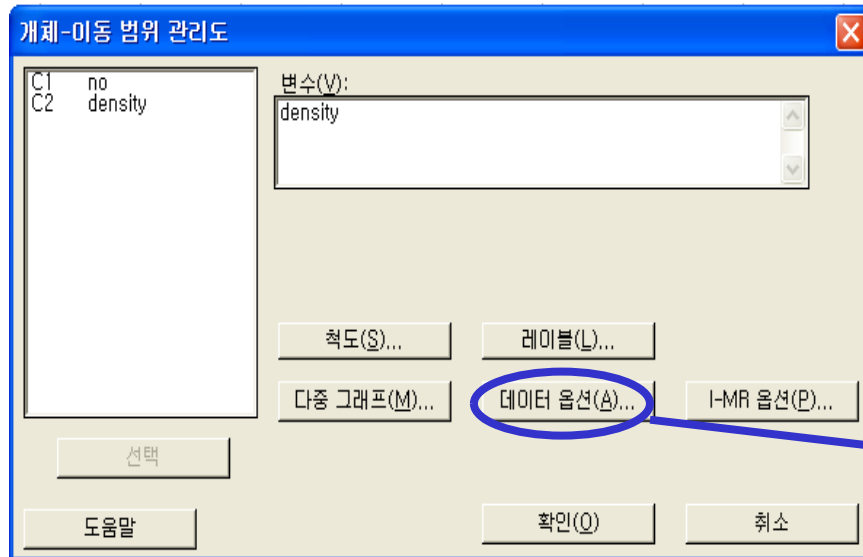 개체-이동 범위 관리도
C1 no
C2 density
변수(V):
density
척도(S)...
레이블(L)...
다중 그래프(M)...
데이터 옵션(A)...
I-MR 옵션(P)...
선택
도움말
확인(O)
취소